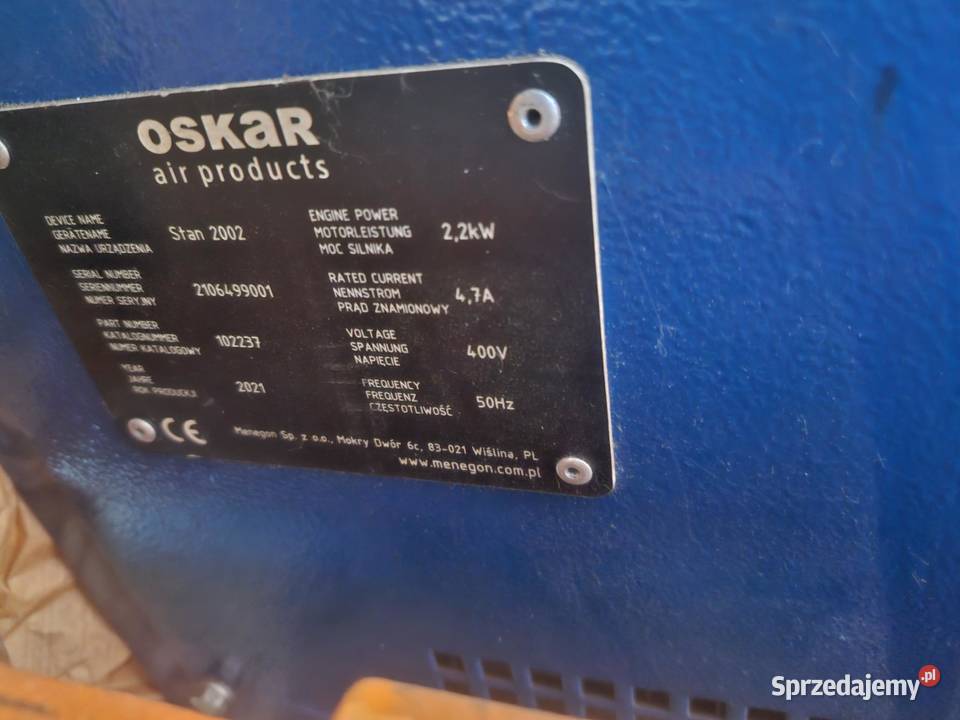 OSKAR
air products
DEVICE NAME
GERÄTENAME
NAZWA URZĄDZENIA
Stan 2002
ENGINE POWER
MOTORLEISTUNG
MOC SILNIKA
2,2kW
SERIAL NUMBER
SERIENNUMMER
NUMER SERYJNY
2106499001
RATED CURRENT
NENNSTROM
PRĄD ZNAMIONOWY
4,7A
PART NUMBER
KATALOGNUMMER
NUMER KATALOGOWY
102237
VOLTAGE
SPANNUNG
NAPIĘCIE
400V
YEAR
JAHRE
ROK PRODUKCJI
2021
FREQUENCY
FREQUENZ
CZĘSTOTLIWOŚĆ
50Hz
CE
Menegon Sp. z o.o., Mokry Dwór 6c, 83-021 Wiślina, PL
www.menegon.com.pl
Sprzedajemy.pl